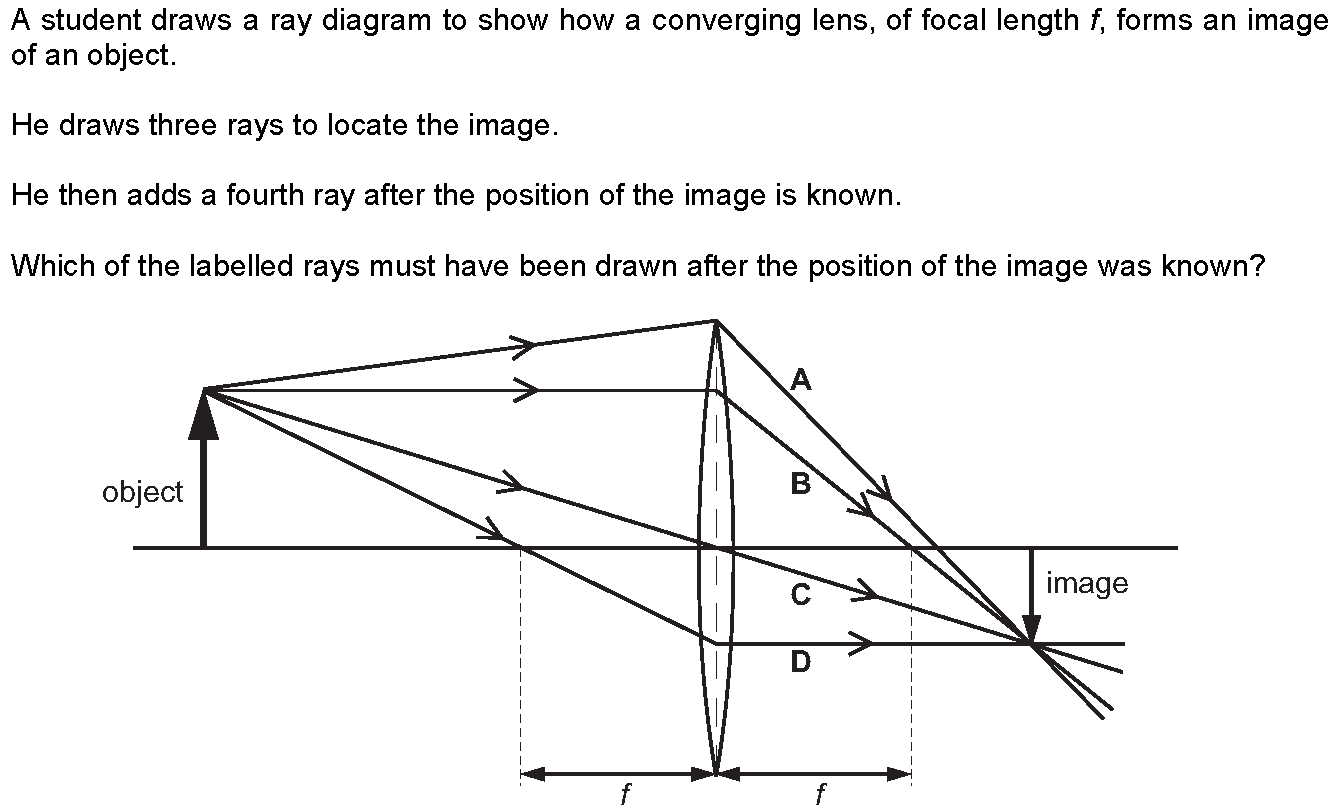 A student draws a ray diagram to show how a converging lens, of focal length f, forms an image
of an object.
He draws three rays to locate the image.
He then adds a fourth ray after the position of the image is known.
Which of the labelled rays must have been drawn after the position of the image was known?
A
B
object
image
C
D
f
f